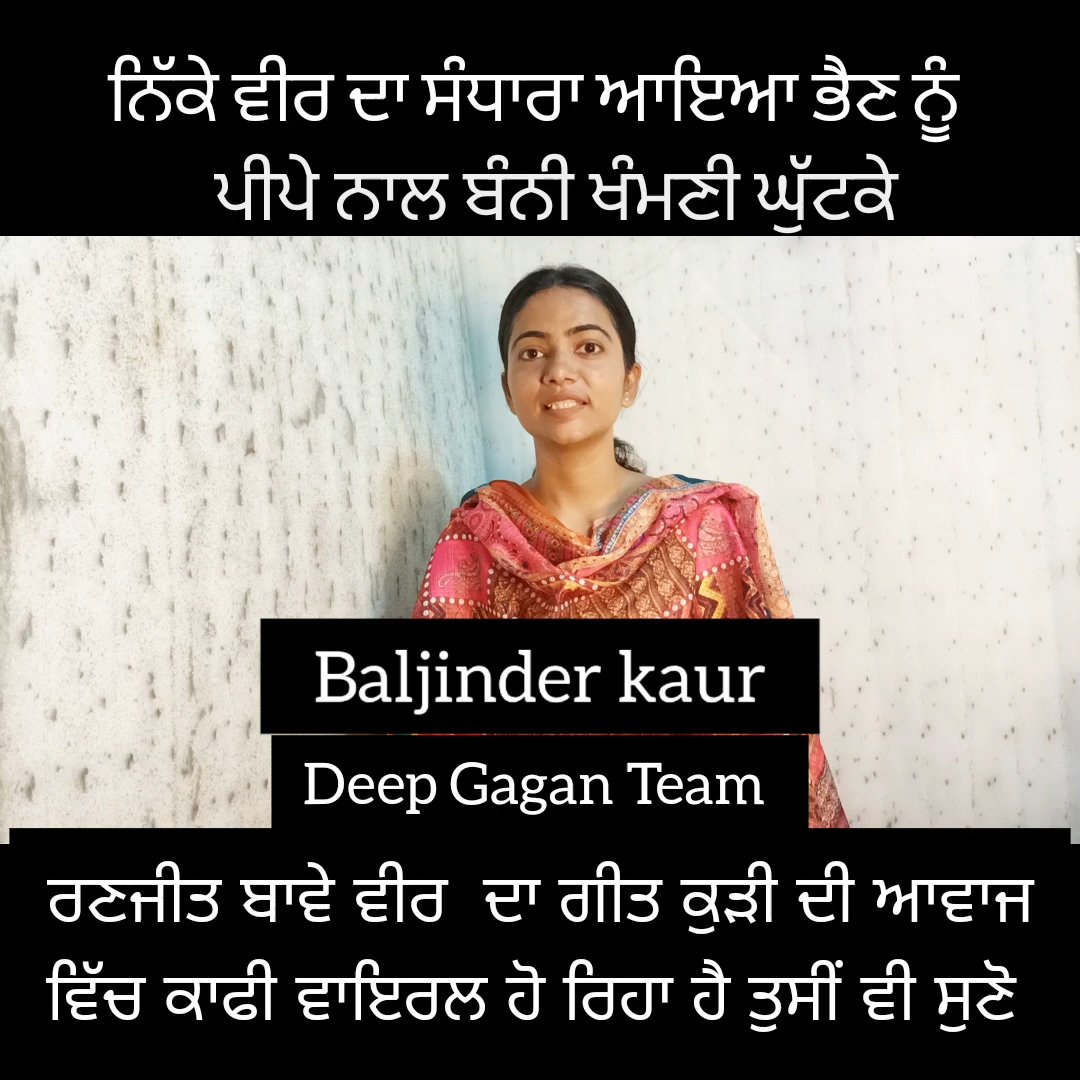 ਨਿੱਕੇ ਵੀਰ ਦਾ ਸੰਧਾਰਾ ਆਇਆ ਭੈਣ ਨੂੰ
ਪੀਪੇ ਨਾਲ ਬੰਨੀ ਖੰਮਣੀ ਘੁੱਟਕੇ
Baljinder kaur
Deep Gagan Team
ਰਣਜੀਤ ਬਾਵੇ ਵੀਰ ਦਾ ਗੀਤ ਕੁੜੀ ਦੀ ਆਵਾਜ
ਵਿੱਚ ਕਾਫੀ ਵਾਇਰਲ ਹੋ ਰਿਹਾ ਹੈ ਤੁਸੀਂ ਵੀ ਸੁਣੋ